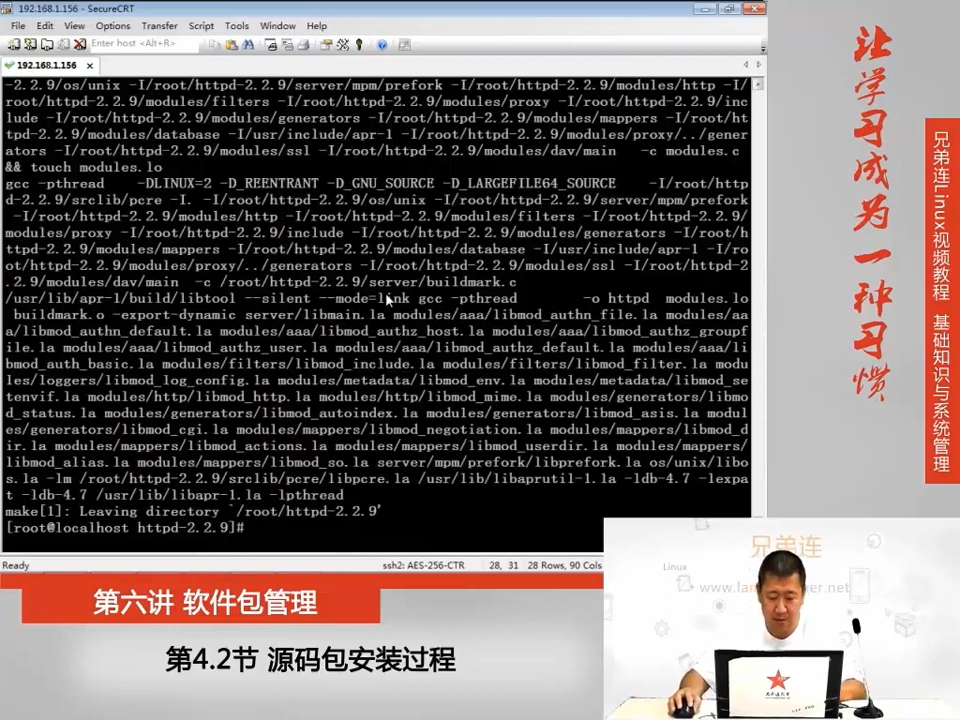 192.168.1.156 - SecureCRT
File Edit View Options Transfer Script Tools Window Help
Enter host <Alt+R>
192.168.1.156
-2.2.9/os/unix -I/root/httpd-2.2.9/server/mpm/prefork -I/root/httpd-2.2.9/modules/http -I/
root/httpd-2.2.9/modules/filters -I/root/httpd-2.2.9/modules/proxy -I/root/httpd-2.2.9/inc
lude -I/root/httpd-2.2.9/modules/generators -I/root/httpd-2.2.9/modules/mappers -I/root/ht
tpd-2.2.9/modules/database -I/usr/include/apr-1 -I/root/httpd-2.2.9/modules/proxy/../gener
ators -I/root/httpd-2.2.9/modules/ssl -I/root/httpd-2.2.9/modules/dav/main -c modules.c
&& touch modules.lo
gcc -pthread -DLINUX=2 -D_REENTRANT -D_GNU_SOURCE -D_LARGEFILE64_SOURCE -I/root/http
d-2.2.9/srclib/pcre -I. -I/root/httpd-2.2.9/os/unix -I/root/httpd-2.2.9/server/mpm/prefork
-I/root/httpd-2.2.9/modules/http -I/root/httpd-2.2.9/modules/filters -I/root/httpd-2.2.9/
modules/proxy -I/root/httpd-2.2.9/include -I/root/httpd-2.2.9/modules/generators -I/root/h
ttpd-2.2.9/modules/mappers -I/root/httpd-2.2.9/modules/database -I/usr/include/apr-1 -I/ro
ot/httpd-2.2.9/modules/proxy/../generators -I/root/httpd-2.2.9/modules/ssl -I/root/httpd-2
.2.9/modules/dav/main -c /root/httpd-2.2.9/server/buildmark.c
/usr/lib/apr-1/build/libtool --silent --mode=link gcc -pthread -o httpd modules.lo
buildmark.o -export-dynamic server/libmain.la modules/aaa/libmod_authn_file.la modules/aa
a/libmod_authn_default.la modules/aaa/libmod_authz_host.la modules/aaa/libmod_authz_groupf
ile.la modules/aaa/libmod_authz_user.la modules/aaa/libmod_authz_default.la modules/aaa/li
bmod_auth_basic.la modules/filters/libmod_include.la modules/filters/libmod_filter.la modu
les/loggers/libmod_log_config.la modules/metadata/libmod_env.la modules/metadata/libmod_se
tenvif.la modules/http/libmod_http.la modules/http/libmod_mime.la modules/generators/libmo
d_status.la modules/generators/libmod_autoindex.la modules/generators/libmod_asis.la modul
es/generators/libmod_cgi.la modules/mappers/libmod_negotiation.la modules/mappers/libmod_d
ir.la modules/mappers/libmod_actions.la modules/mappers/libmod_userdir.la modules/mappers/
libmod_alias.la modules/mappers/libmod_so.la server/mpm/prefork/libprefork.la os/unix/libo
s.la -lm /root/httpd-2.2.9/srclib/pcre/libpcre.la /usr/lib/libaprutil-1.la -ldb-4.7 -lexpa
t -ldb-4.7 /usr/lib/libapr-1.la -lpthread
make[1]: Leaving directory `/root/httpd-2.2.9'
[root@localhost httpd-2.2.9]#
Ready ssh2: AES-256-CTR 28, 31 28 Rows, 90 Cols
让学习成为一种习惯
兄弟连Linux视频教程 基础知识与系统管理
第六讲 软件包管理
第4.2节 源码包安装过程
兄弟连
Linux